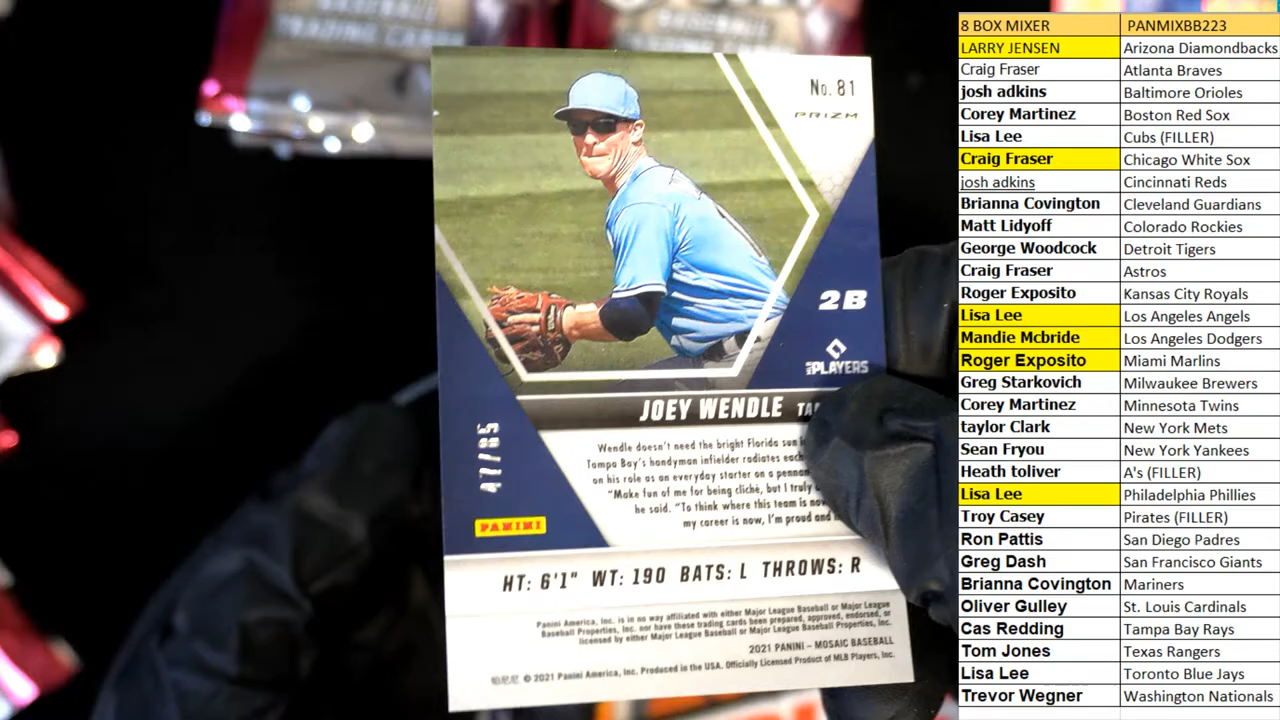 BASEBALL
TRADING CARDS
No. 81
PRIZM
2B
PLAYERS
JOEY WENDLE
47/85
Wendle doesn't need the bright Florida sun
Tampa Bay's handyman infielder radiates each
on his role as an everyday starter on a
"Make fun of me for being cliché, but I truly
he said. "To think where this team is
my career is now, I'm proud and
PANINI
HT: 6'1" WT: 190 BATS: L THROWS: R
Panini America, Inc. is in no way affiliated with either Major League Baseball or Major League
Baseball Properties, Inc. nor have these trading cards been prepared, approved, endorsed, or
licensed by either Major League Baseball or Major League Baseball Properties, Inc.
2021 PANINI – MOSAIC BASEBALL
帕尼尼 © 2021 Panini America, Inc. Produced in the USA. Officially Licensed Product of MLB Players, Inc.
8 BOX MIXER PANMIXBB223
LARRY JENSEN Arizona Diamondbacks
Craig Fraser Atlanta Braves
josh adkins Baltimore Orioles
Corey Martinez Boston Red Sox
Lisa Lee Cubs (FILLER)
Craig Fraser Chicago White Sox
josh adkins Cincinnati Reds
Brianna Covington Cleveland Guardians
Matt Lidyoff Colorado Rockies
George Woodcock Detroit Tigers
Craig Fraser Astros
Roger Exposito Kansas City Royals
Lisa Lee Los Angeles Angels
Mandie Mcbride Los Angeles Dodgers
Roger Exposito Miami Marlins
Greg Starkovich Milwaukee Brewers
Corey Martinez Minnesota Twins
taylor Clark New York Mets
Sean Fryou New York Yankees
Heath toliver A's (FILLER)
Lisa Lee Philadelphia Phillies
Troy Casey Pirates (FILLER)
Ron Pattis San Diego Padres
Greg Dash San Francisco Giants
Brianna Covington Mariners
Oliver Gulley St. Louis Cardinals
Cas Redding Tampa Bay Rays
Tom Jones Texas Rangers
Lisa Lee Toronto Blue Jays
Trevor Wegner Washington Nationals